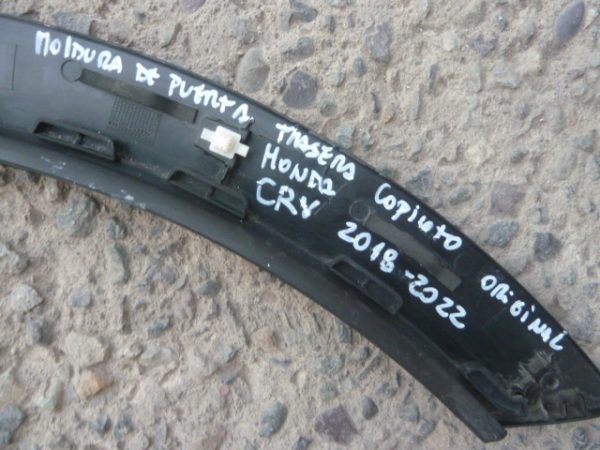 MOLDURA DE PUERTA TRASERA COPILOTO ORIGINAL
HONDA
CRV 2018-2022